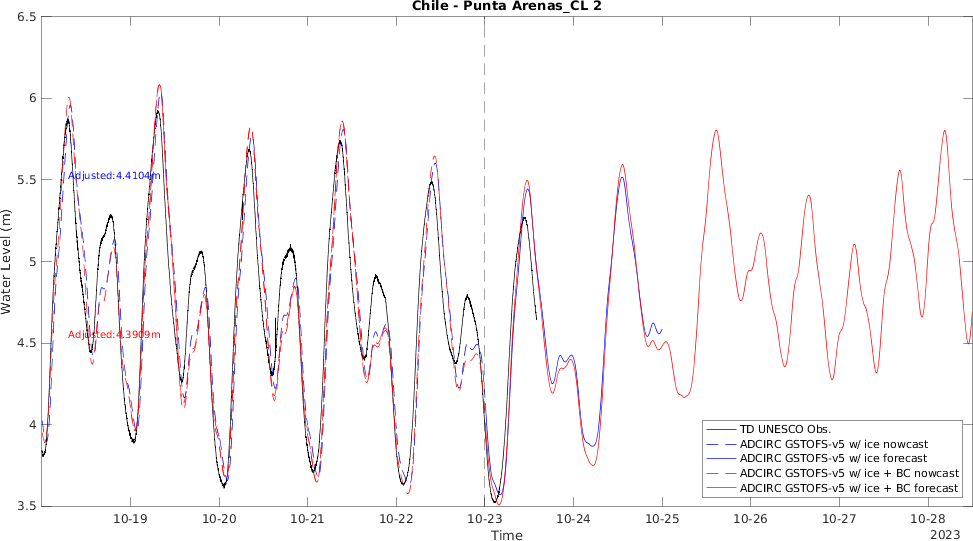 Chile - Punta Arenas_CL 2
6.5
6
5.5
5
4.5
4
3.5
Water Level (m)
Adjusted:4.4104m
Adjusted:4.3909m
TD UNESCO Obs.
ADCIRC GSTOFS-v5 w/ ice nowcast
ADCIRC GSTOFS-v5 w/ ice forecast
ADCIRC GSTOFS-v5 w/ ice + BC nowcast
ADCIRC GSTOFS-v5 w/ ice + BC forecast
10-19 10-20 10-21 10-22 10-23 10-24 10-25 10-26 10-27 10-28
Time
2023